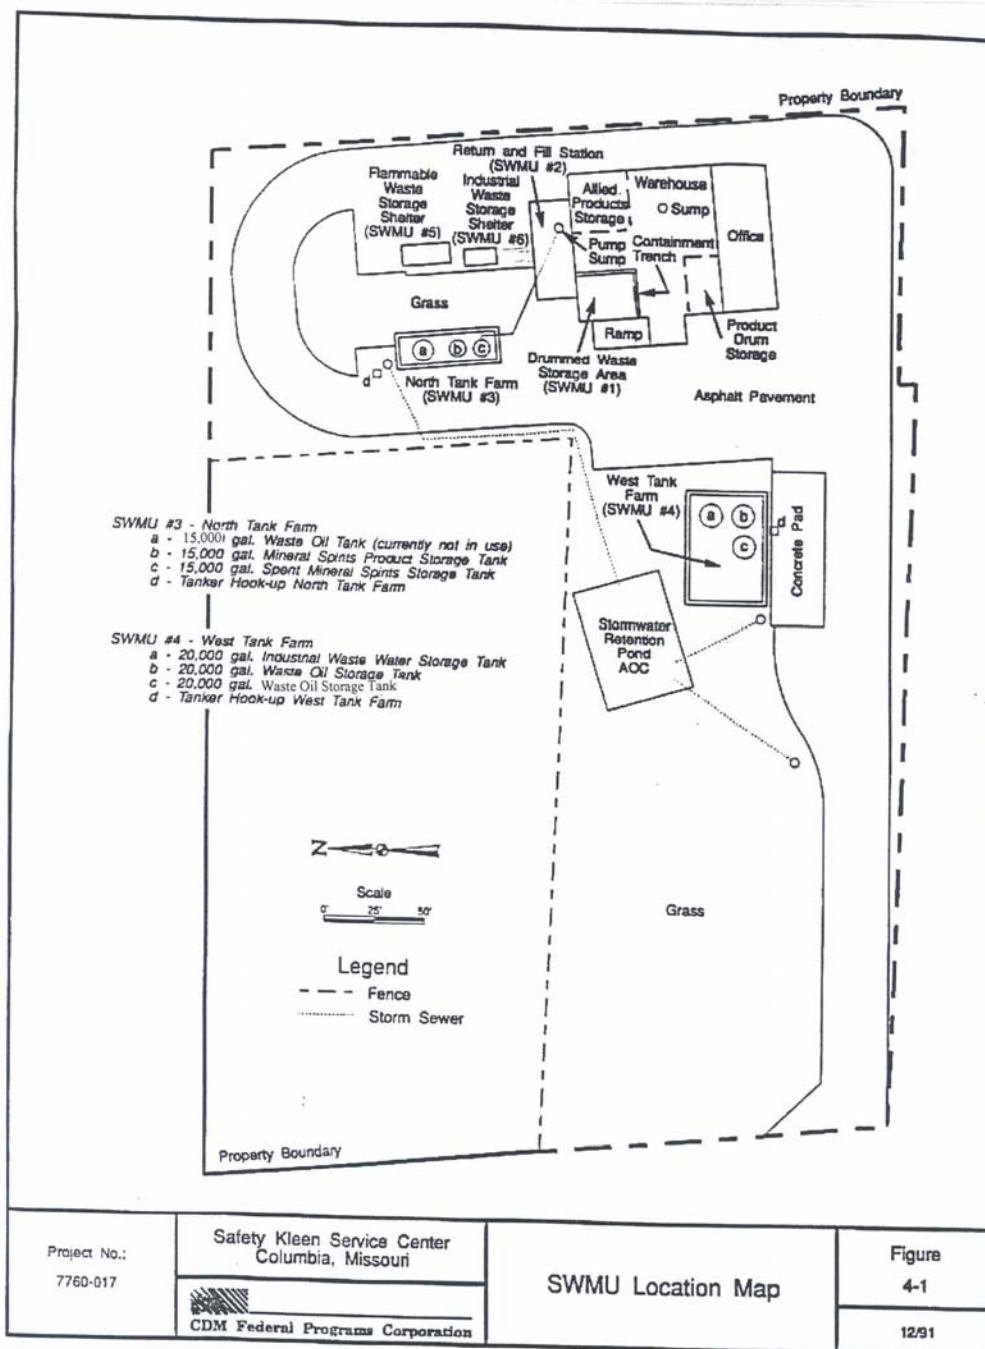 Property Boundary
Return and Fill Station
(SWMU #2)
Flammable
Waste
Storage
Shelter
(SWMU #5)
Industrial
Waste
Storage
Shelter
(SWMU #6)
Allied
Products
Storage
Warehouse
Sump
Office
Pump
Sump
Containment
Trench
Grass
Ramp
Product
Drum
Storage
a b c
d
North Tank Farm
(SWMU #3)
Drummed Waste
Storage Area
(SWMU #1)
Asphalt Pavement
West Tank
Farm
(SWMU #4)
a b
c
d
Concrete Pad
SWMU #3 - North Tank Farm
a - 15,000 gal. Waste Oil Tank (currently not in use)
b - 15,000 gal. Mineral Spirits Product Storage Tank
c - 15,000 gal. Spent Mineral Spirits Storage Tank
d - Tanker Hook-up North Tank Farm
SWMU #4 - West Tank Farm
a - 20,000 gal. Industrial Waste Water Storage Tank
b - 20,000 gal. Waste Oil Storage Tank
c - 20,000 gal. Waste Oil Storage Tank
d - Tanker Hook-up West Tank Farm
Stormwater
Retention
Pond
AOC
N
Scale
0' 25' 50'
Legend
Fence
Storm Sewer
Grass
Property Boundary
Project No.:
7760-017
Safety Kleen Service Center
Columbia, Missouri
CDM Federal Programs Corporation
SWMU Location Map
Figure
4-1
12/91